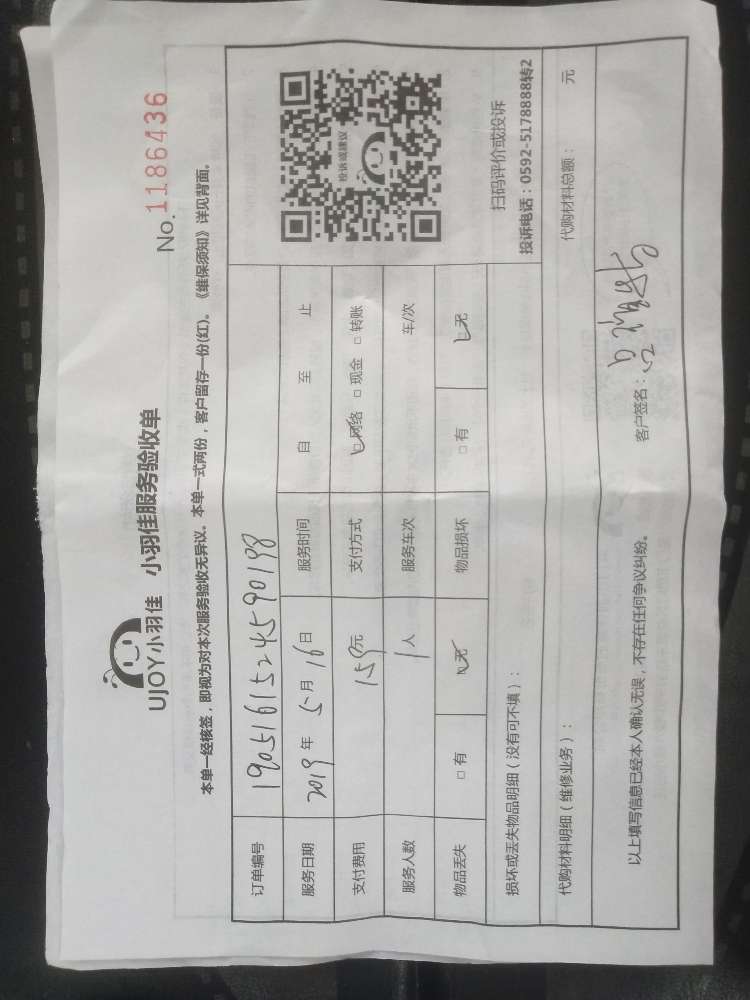 UJOY小羽佳 小羽佳服务验收单
No.1186436
本单一经核签，即视为对本次服务验收无异议。本单一式两份，客户留存一份(红)。《维保须知》详见背面。
订单编号 1905161524590198
服务日期 2019 年 5 月 16 日 服务时间 自 至 止
支付费用 158元 支付方式 ☑网络 □ 现金 □ 转账
服务人数 1 人 服务车次 车/次
物品丢失 □ 有 ☑无 物品损坏 □ 有 ☑无
投诉或建议
扫码评价或投诉
投诉电话：0592-5178888转2
损坏或丢失物品明细（没有可不填）：
代购材料明细（维修业务）： 代购材料总额： 元
以上填写信息已经本人确认无误，不存在任何争议纠纷。 客户签名：